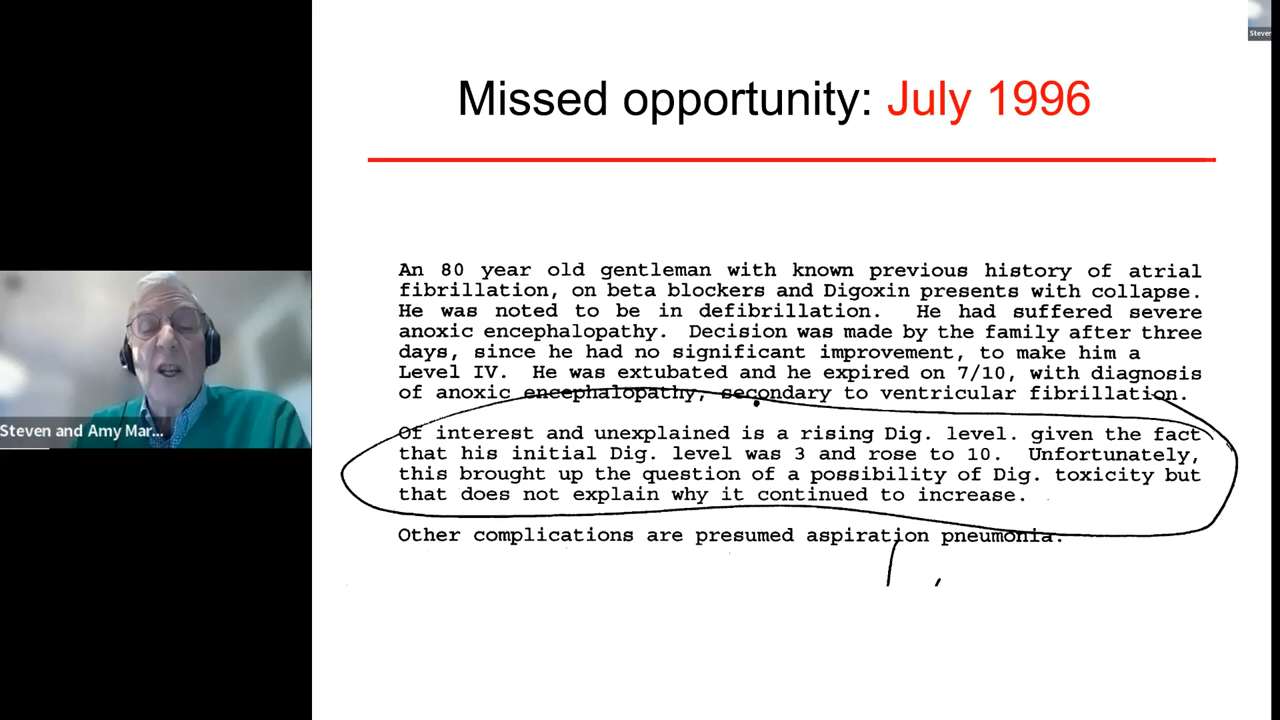 Steven
Missed opportunity: July 1996
An 80 year old gentleman with known previous history of atrial
fibrillation, on beta blockers and Digoxin presents with collapse.
He was noted to be in defibrillation. He had suffered severe
anoxic encephalopathy. Decision was made by the family after three
days, since he had no significant improvement, to make him a
Level IV. He was extubated and he expired on 7/10, with diagnosis
of anoxic encephalopathy, secondary to ventricular fibrillation.
Of interest and unexplained is a rising Dig. level. given the fact
that his initial Dig. level was 3 and rose to 10. Unfortunately,
this brought up the question of a possibility of Dig. toxicity but
that does not explain why it continued to increase.
Other complications are presumed aspiration pneumonia.
Steven and Amy Mar...